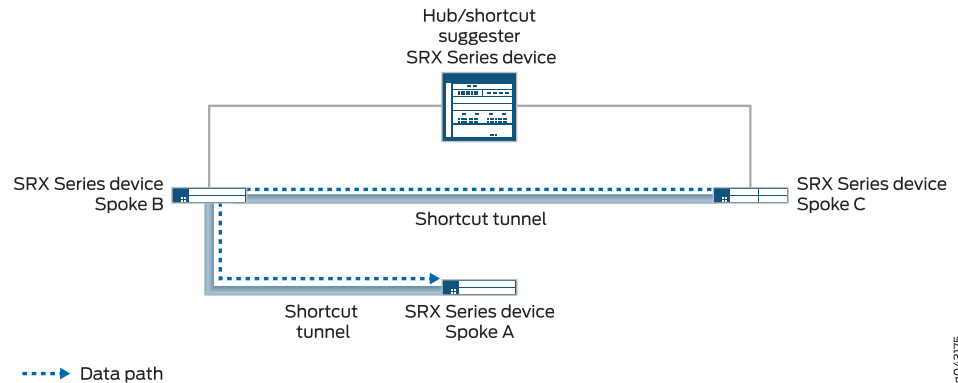 Hub/shortcut
suggester
SRX Series device
SRX Series device
Spoke B
SRX Series device
Spoke C
Shortcut tunnel
Shortcut
tunnel
SRX Series device
Spoke A
Data path
g043175